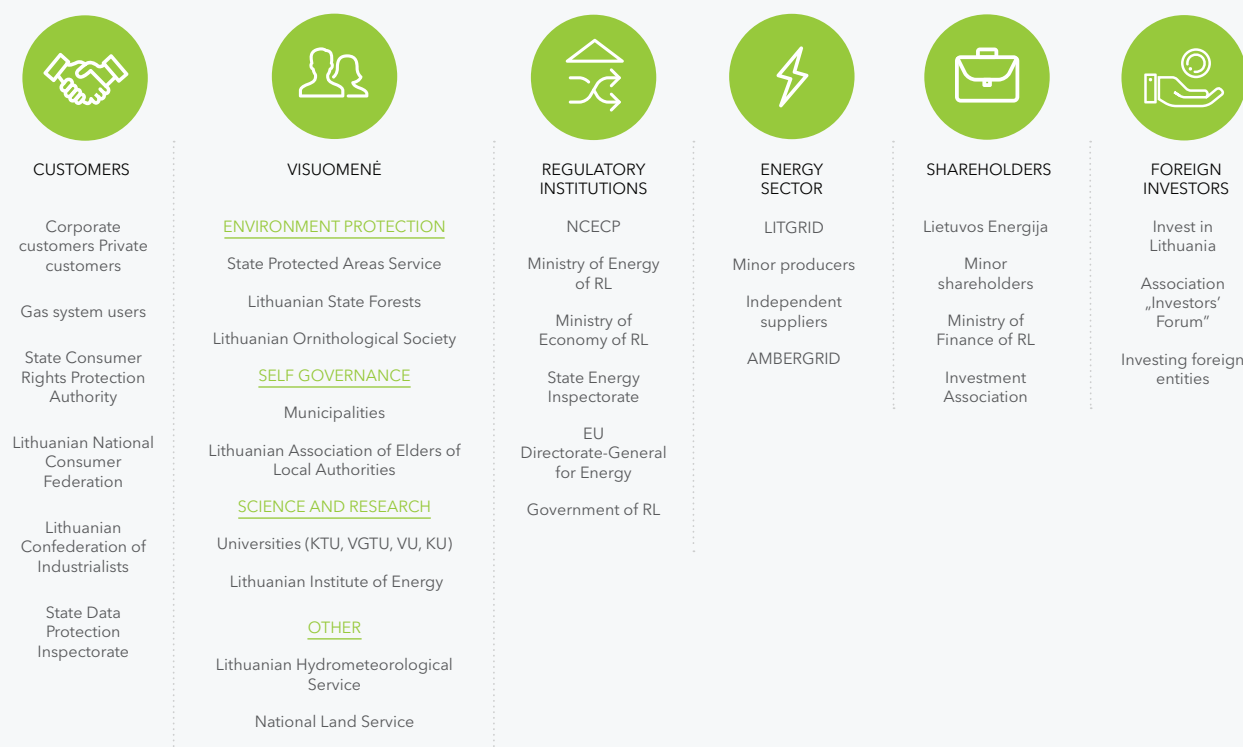 CUSTOMERS
Corporate
customers Private
customers
Gas system users
State Consumer
Rights Protection
Authority
Lithuanian National
Consumer
Federation
Lithuanian
Confederation of
Industrialists
State Data
Protection
Inspectorate
VISUOMENĖ
ENVIRONMENT PROTECTION
State Protected Areas Service
Lithuanian State Forests
Lithuanian Ornithological Society
SELF GOVERNANCE
Municipalities
Lithuanian Association of Elders of
Local Authorities
SCIENCE AND RESEARCH
Universities (KTU, VGTU, VU, KU)
Lithuanian Institute of Energy
OTHER
Lithuanian Hydrometeorological
Service
National Land Service
REGULATORY
INSTITUTIONS
NCECP
Ministry of Energy
of RL
Ministry of
Economy of RL
State Energy
Inspectorate
EU
Directorate-General
for Energy
Government of RL
ENERGY
SECTOR
LITGRID
Minor producers
Independent
suppliers
AMBERGRID
SHAREHOLDERS
Lietuvos Energija
Minor
shareholders
Ministry of
Finance of RL
Investment
Association
FOREIGN
INVESTORS
Invest in
Lithuania
Association
„Investors’
Forum”
Investing foreign
entities